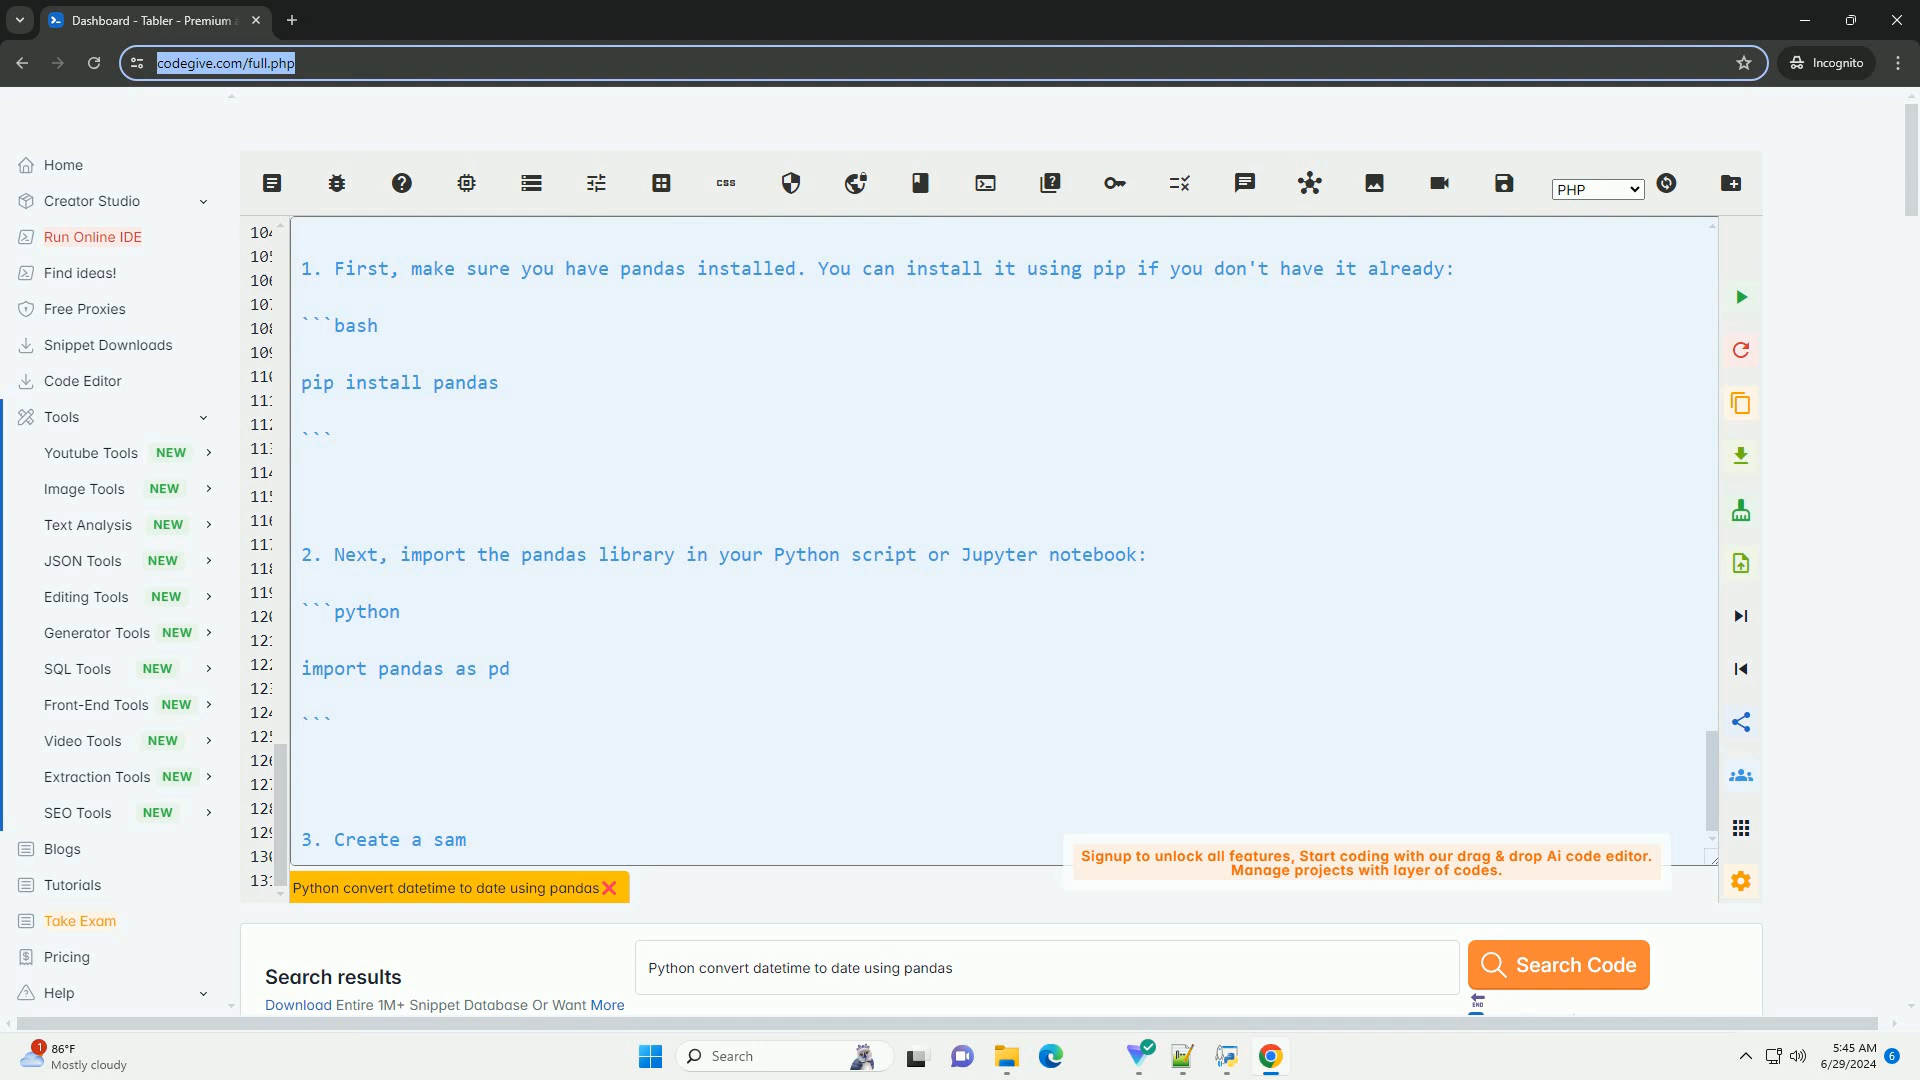 Dashboard - Tabler - Premium
codegive.com/full.php
Incognito
Home
Creator Studio
Run Online IDE
Find ideas!
Free Proxies
Snippet Downloads
Code Editor
Tools
Youtube Tools NEW
Image Tools NEW
Text Analysis NEW
JSON Tools NEW
Editing Tools NEW
Generator Tools NEW
SQL Tools NEW
Front-End Tools NEW
Video Tools NEW
Extraction Tools NEW
SEO Tools NEW
Blogs
Tutorials
Take Exam
Pricing
Help
css
PHP
1. First, make sure you have pandas installed. You can install it using pip if you don't have it already:
```bash
pip install pandas
```
2. Next, import the pandas library in your Python script or Jupyter notebook:
```python
import pandas as pd
```
3. Create a sam
Signup to unlock all features, Start coding with our drag & drop Ai code editor.
Manage projects with layer of codes.
Python convert datetime to date using pandas
Search results
Download Entire 1M+ Snippet Database Or Want More
Python convert datetime to date using pandas
Search Code
END
1
86°F
Mostly cloudy
Search
5:45 AM
6/29/2024
6